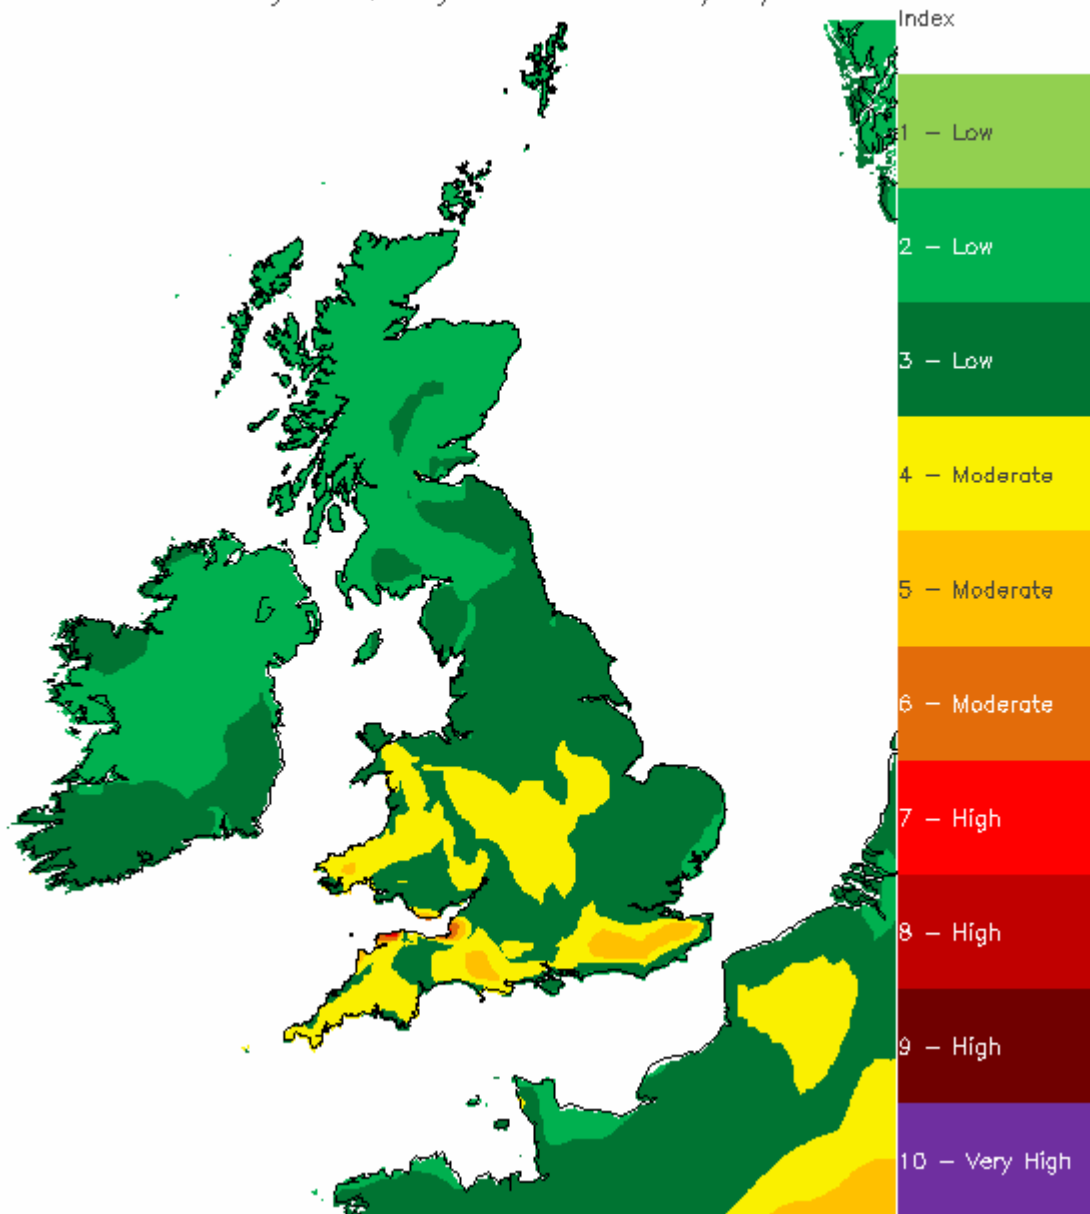 Index
1 – Low
2 – Low
3 – Low
4 – Moderate
5 – Moderate
6 – Moderate
7 – High
8 – High
9 – High
10 – Very High